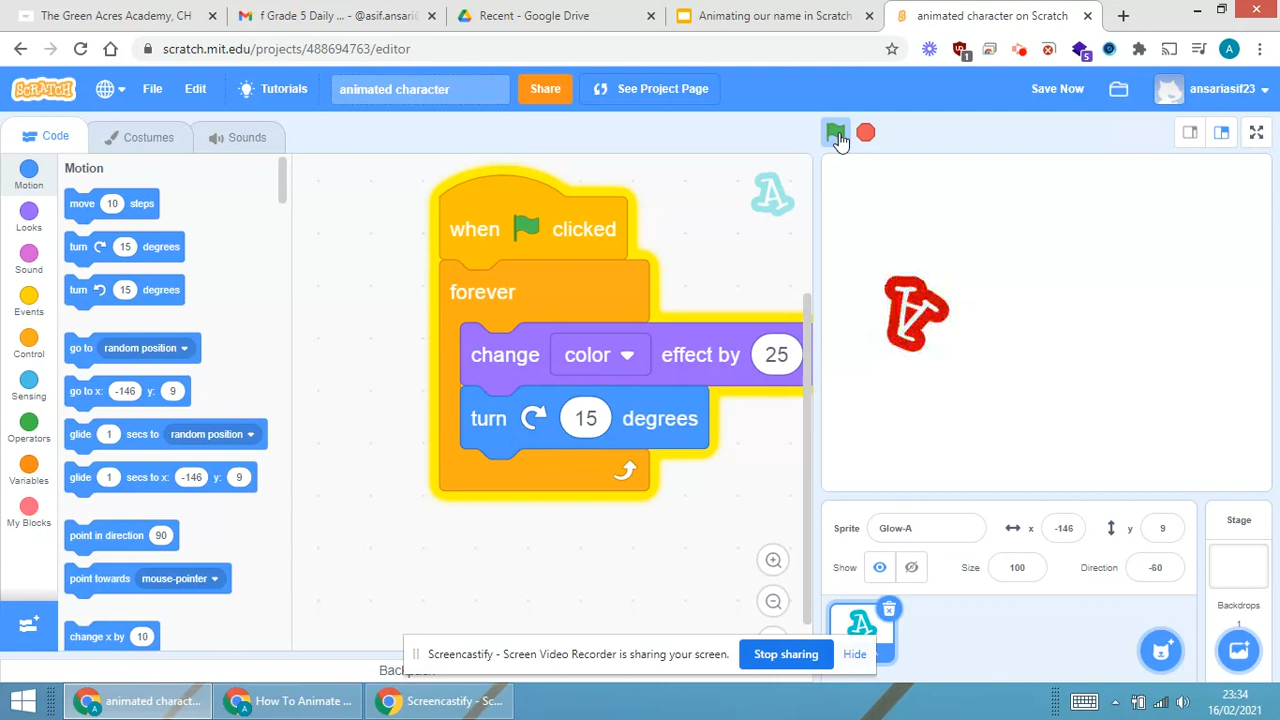 The Green Acres Academy, CH
f Grade 5 Daily ... - @asif.ansari
Recent - Google Drive
Animating our name in Scratch
animated character on Scratch
scratch.mit.edu/projects/488694763/editor
1
5
A
SCRATCH
File
Edit
Tutorials
animated character
Share
See Project Page
Save Now
ansariasif23
Code
Costumes
Sounds
Motion
Looks
Sound
Events
Control
Sensing
Operators
Variables
My Blocks
Motion
move 10 steps
turn 15 degrees
turn 15 degrees
go to random position
go to x: -146 y: 9
glide 1 secs to random position
glide 1 secs to x: -146 y: 9
point in direction 90
point towards mouse-pointer
change x by 10
when clicked
forever
change color effect by 25
turn 15 degrees
A
A
Sprite Glow-A x -146 y 9
Show Size 100 Direction -60
A
Stage
Backdrops
1
Screencastify - Screen Video Recorder is sharing your screen. Stop sharing Hide
animated charact...
How To Animate ...
Screencastify - Sc...
23:34
16/02/2021